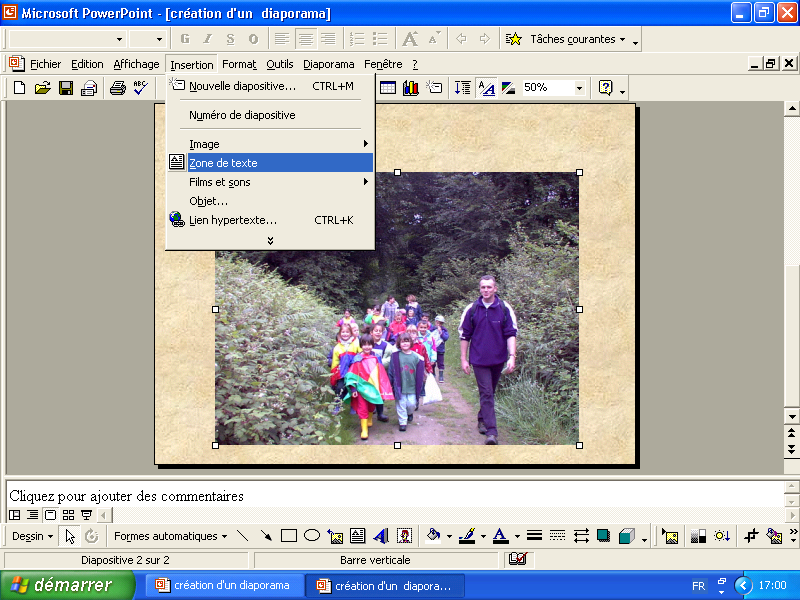 Microsoft PowerPoint - [création d'un  diaporama]
G I S O
Tâches courantes
Fichier Edition Affichage Insertion Format Outils Diaporama Fenêtre ?
ABC
50%
Nouvelle diapositive... CTRL+M
Numéro de diapositive
Image
Zone de texte
Films et sons
Objet...
Lien hypertexte... CTRL+K
Cliquez pour ajouter des commentaires
Dessin Formes automatiques
Diapositive 2 sur 2 Barre verticale
démarrer création d'un diaporama création d'un  diapora... FR 17:00